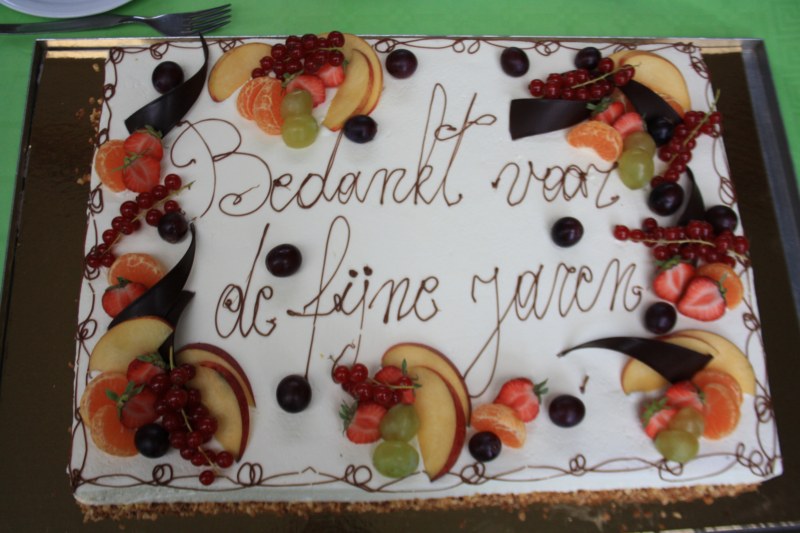 Bedankt voor
de fijne jaren